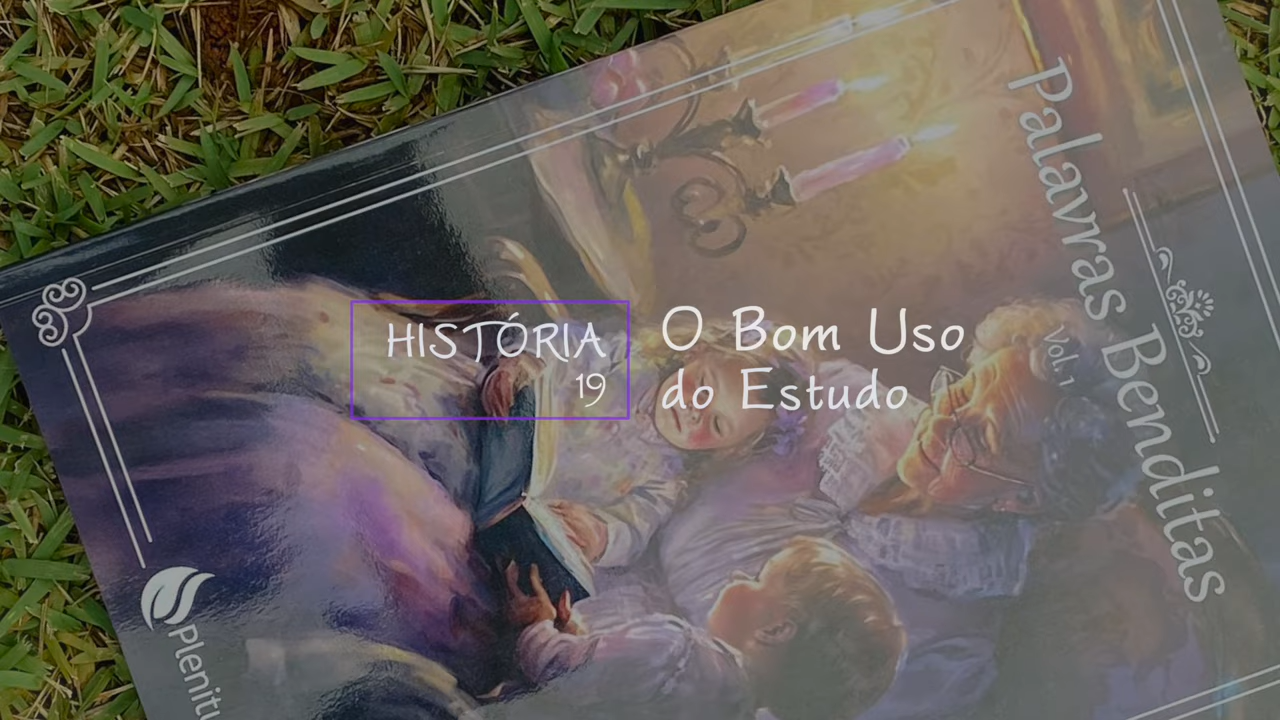 HISTÓRIA
19
O Bom Uso
do Estudo
Palavras Benditas
Vol. 1